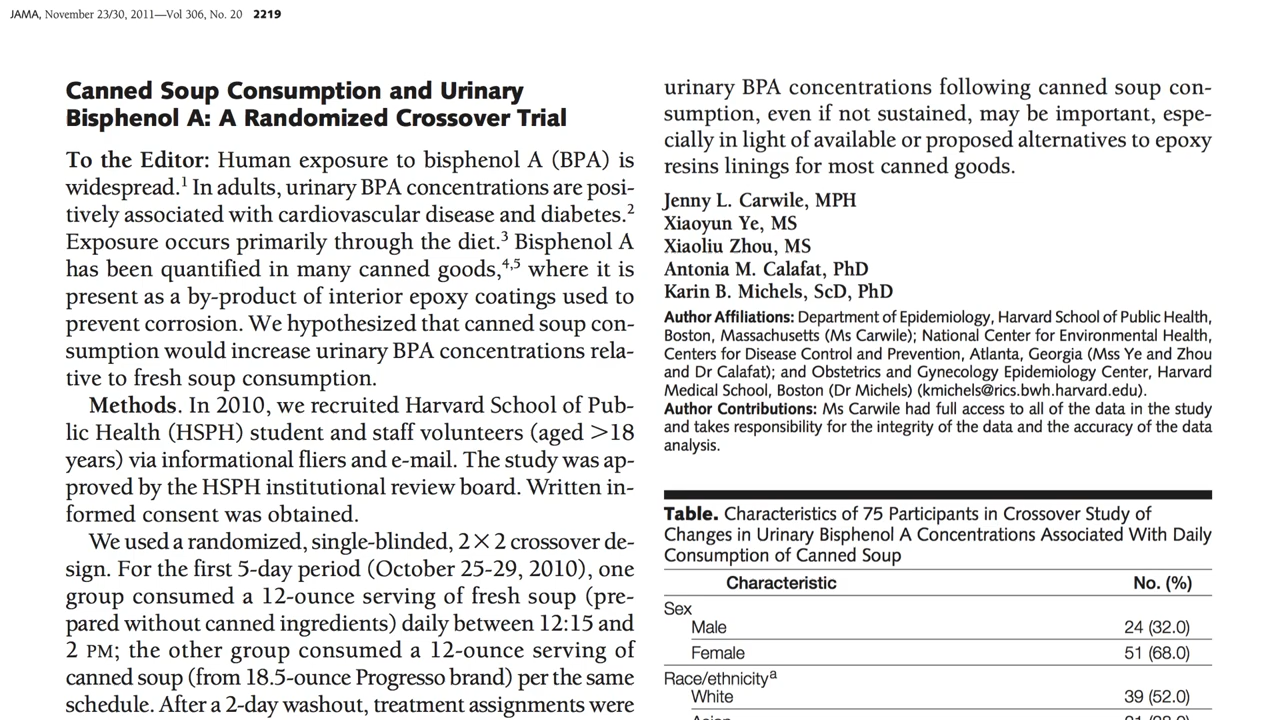 JAMA, November 23/30, 2011—Vol 306, No. 20 2219
Canned Soup Consumption and Urinary
Bisphenol A: A Randomized Crossover Trial
To the Editor: Human exposure to bisphenol A (BPA) is
widespread.¹ In adults, urinary BPA concentrations are posi-
tively associated with cardiovascular disease and diabetes.²
Exposure occurs primarily through the diet.³ Bisphenol A
has been quantified in many canned goods,⁴,⁵ where it is
present as a by-product of interior epoxy coatings used to
prevent corrosion. We hypothesized that canned soup con-
sumption would increase urinary BPA concentrations rela-
tive to fresh soup consumption.
Methods. In 2010, we recruited Harvard School of Pub-
lic Health (HSPH) student and staff volunteers (aged >18
years) via informational fliers and e-mail. The study was ap-
proved by the HSPH institutional review board. Written in-
formed consent was obtained.
We used a randomized, single-blinded, 2×2 crossover de-
sign. For the first 5-day period (October 25-29, 2010), one
group consumed a 12-ounce serving of fresh soup (pre-
pared without canned ingredients) daily between 12:15 and
2 PM; the other group consumed a 12-ounce serving of
canned soup (from 18.5-ounce Progresso brand) per the same
schedule. After a 2-day washout, treatment assignments were
urinary BPA concentrations following canned soup con-
sumption, even if not sustained, may be important, espe-
cially in light of available or proposed alternatives to epoxy
resins linings for most canned goods.
Jenny L. Carwile, MPH
Xiaoyun Ye, MS
Xiaoliu Zhou, MS
Antonia M. Calafat, PhD
Karin B. Michels, ScD, PhD
Author Affiliations: Department of Epidemiology, Harvard School of Public Health,
Boston, Massachusetts (Ms Carwile); National Center for Environmental Health,
Centers for Disease Control and Prevention, Atlanta, Georgia (Mss Ye and Zhou
and Dr Calafat); and Obstetrics and Gynecology Epidemiology Center, Harvard
Medical School, Boston (Dr Michels) (kmichels@rics.bwh.harvard.edu).
Author Contributions: Ms Carwile had full access to all of the data in the study
and takes responsibility for the integrity of the data and the accuracy of the data
analysis.
Table. Characteristics of 75 Participants in Crossover Study of
Changes in Urinary Bisphenol A Concentrations Associated With Daily
Consumption of Canned Soup
Characteristic No. (%)
Sex
Male 24 (32.0)
Female 51 (68.0)
Race/ethnicityᵃ
White 39 (52.0)